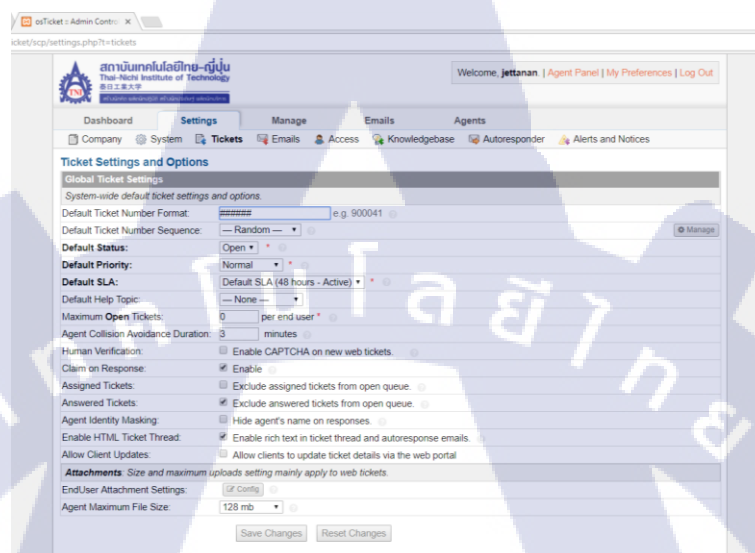 osTicket :: Admin Contro
icket/scp/settings.php?t=tickets
สถาบันเทคโนโลยีไทย-ญี่ปุ่น
Thai-Nichi Institute of Technology
泰日工業大学
TNI
Welcome, jettanan. | Agent Panel | My Preferences | Log Out
Dashboard Settings Manage Emails Agents
Company System Tickets Emails Access Knowledgebase Autoresponder Alerts and Notices
Ticket Settings and Options
Global Ticket Settings
System-wide default ticket settings and options.
Default Ticket Number Format: ###### e.g. 900041
Default Ticket Number Sequence: — Random — Manage
Default Status: Open *
Default Priority: Normal *
Default SLA: Default SLA (48 hours - Active) *
Default Help Topic: — None —
Maximum Open Tickets: 0 per end user *
Agent Collision Avoidance Duration: 3 minutes
Human Verification: Enable CAPTCHA on new web tickets.
Claim on Response: Enable
Assigned Tickets: Exclude assigned tickets from open queue.
Answered Tickets: Exclude answered tickets from open queue.
Agent Identity Masking: Hide agent's name on responses.
Enable HTML Ticket Thread: Enable rich text in ticket thread and autoresponse emails.
Allow Client Updates: Allow clients to update ticket details via the web portal
Attachments: Size and maximum uploads setting mainly apply to web tickets.
EndUser Attachment Settings: Config
Agent Maximum File Size: 128 mb
Save Changes Reset Changes